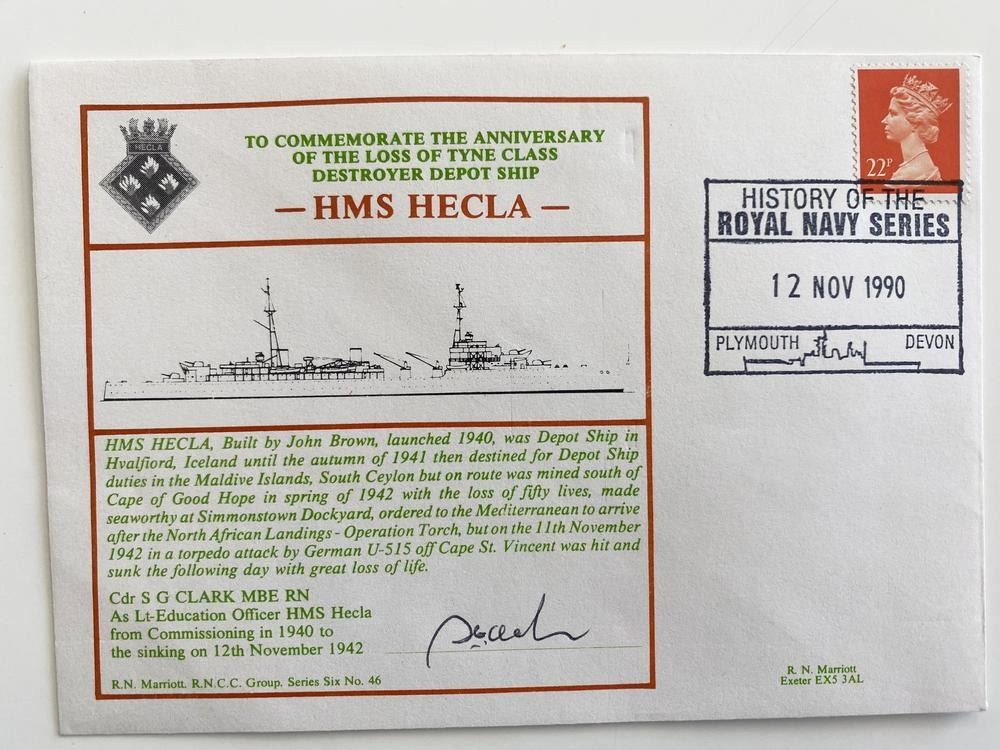 HECLA
TO COMMEMORATE THE ANNIVERSARY
OF THE LOSS OF TYNE CLASS
DESTROYER DEPOT SHIP
— HMS HECLA —
22P
HISTORY OF THE
ROYAL NAVY SERIES
12 NOV 1990
PLYMOUTH DEVON
HMS HECLA, Built by John Brown, launched 1940, was Depot Ship in
Hvalfiord, Iceland until the autumn of 1941 then destined for Depot Ship
duties in the Maldive Islands, South Ceylon but on route was mined south of
Cape of Good Hope in spring of 1942 with the loss of fifty lives, made
seaworthy at Simmonstown Dockyard, ordered to the Mediterranean to arrive
after the North African Landings - Operation Torch, but on the 11th November
1942 in a torpedo attack by German U-515 off Cape St. Vincent was hit and
sunk the following day with great loss of life.
Cdr S G CLARK MBE RN
As Lt-Education Officer HMS Hecla
from Commissioning in 1940 to
the sinking on 12th November 1942
R.N. Marriott. R.N.C.C. Group. Series Six No. 46
R. N. Marriott
Exeter EX5 3AL